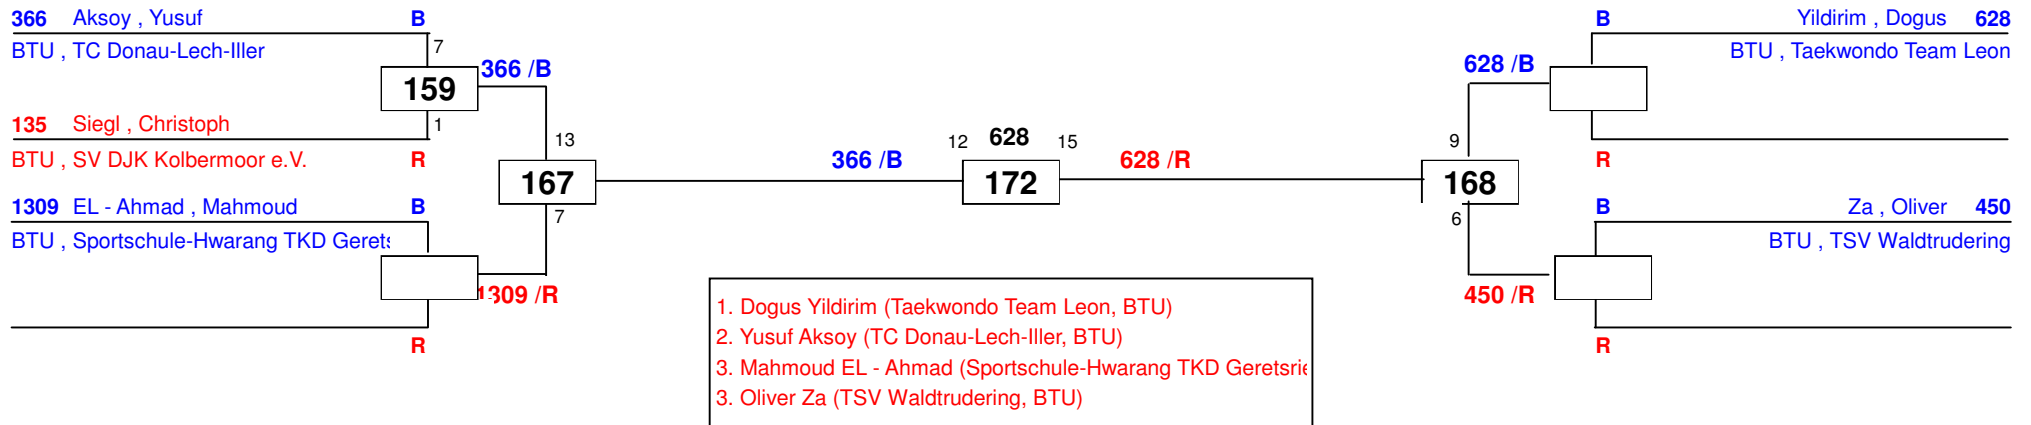 366 Aksoy , Yusuf B
BTU , TC Donau-Lech-Iller
7
159
366 /B
1
135 Siegl , Christoph
BTU , SV DJK Kolbermoor e.V. R
13
167
7
1309 EL - Ahmad , Mahmoud B
BTU , Sportschule-Hwarang TKD Gerets
1309 /R
R
366 /B
12 628 15
172
628 /R
B Yildirim , Dogus 628
BTU , Taekwondo Team Leon
628 /B
R
9
168
6
B Za , Oliver 450
BTU , TSV Waldtrudering
450 /R
R
1. Dogus Yildirim (Taekwondo Team Leon, BTU)
2. Yusuf Aksoy (TC Donau-Lech-Iller, BTU)
3. Mahmoud EL - Ahmad (Sportschule-Hwarang TKD Geretsrie
3. Oliver Za (TSV Waldtrudering, BTU)